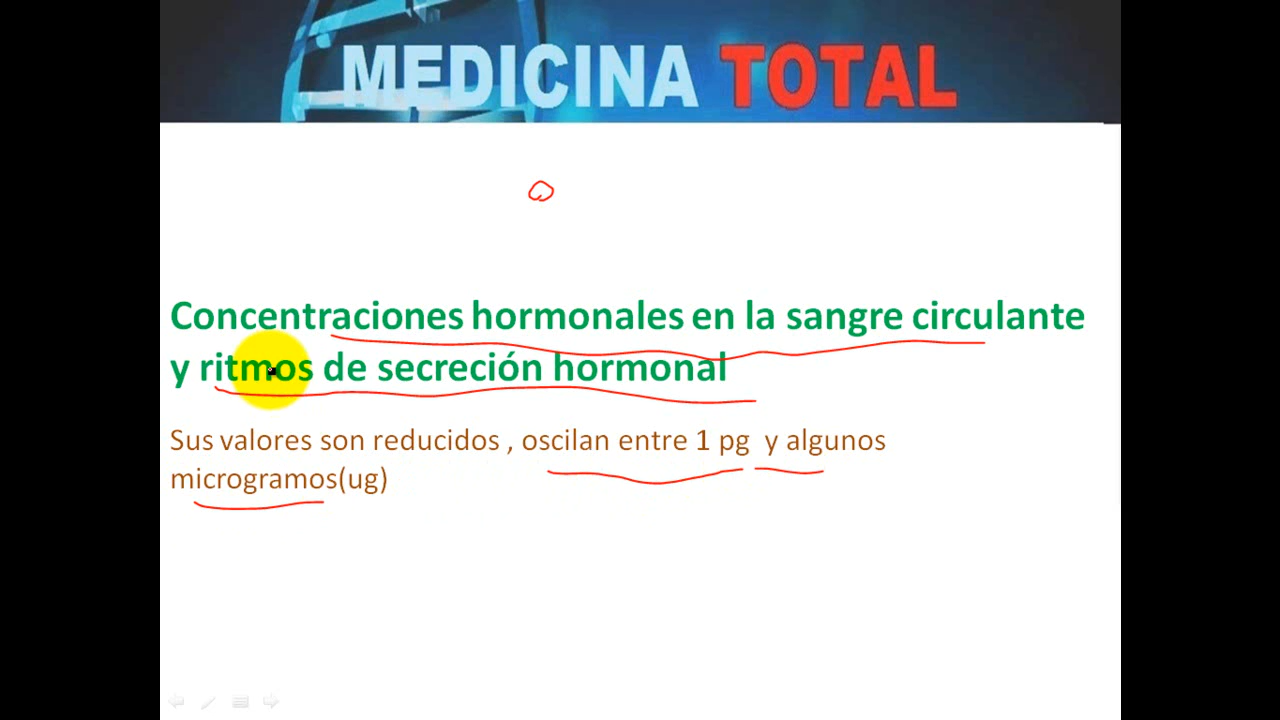 MEDICINA TOTAL
Concentraciones hormonales en la sangre circulante
y ritmos de secreción hormonal
Sus valores son reducidos , oscilan entre 1 pg y algunos
microgramos(ug)